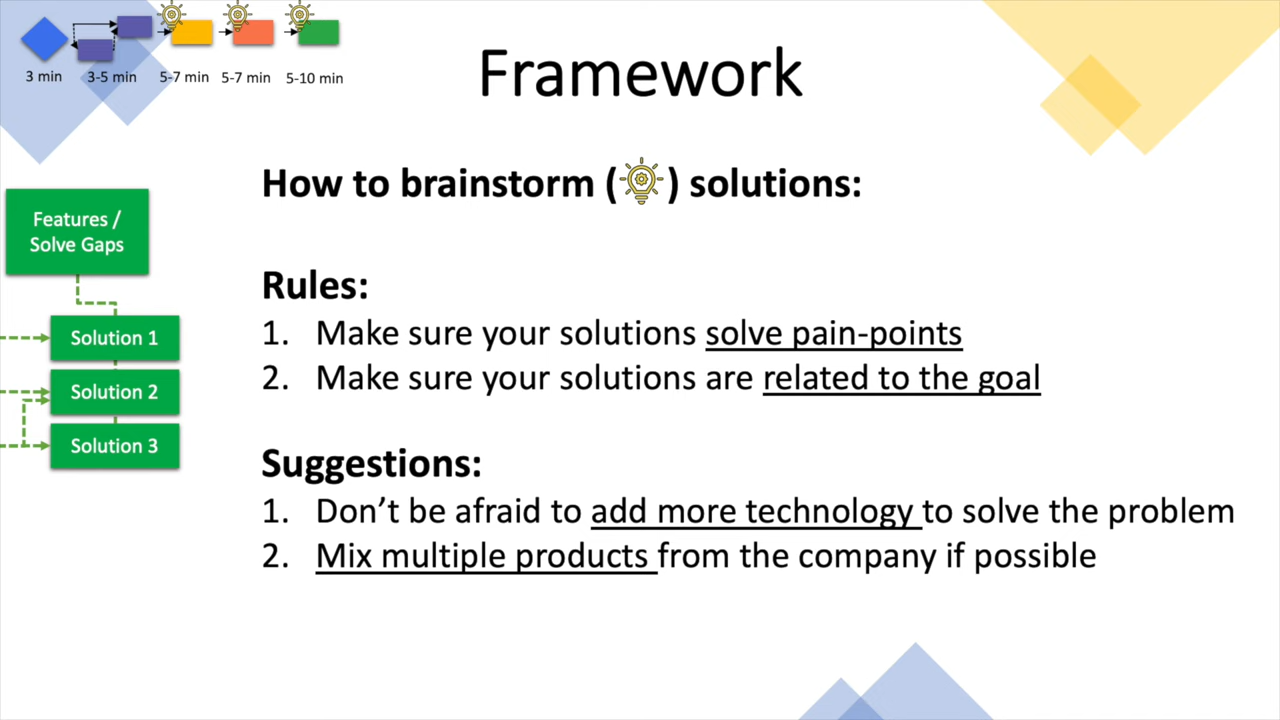 3 min
3-5 min
5-7 min
5-7 min
5-10 min
Framework
How to brainstorm ( ) solutions:
Features /
Solve Gaps
Solution 1
Solution 2
Solution 3
Rules:
1. Make sure your solutions solve pain-points
2. Make sure your solutions are related to the goal
Suggestions:
1. Don’t be afraid to add more technology to solve the problem
2. Mix multiple products from the company if possible